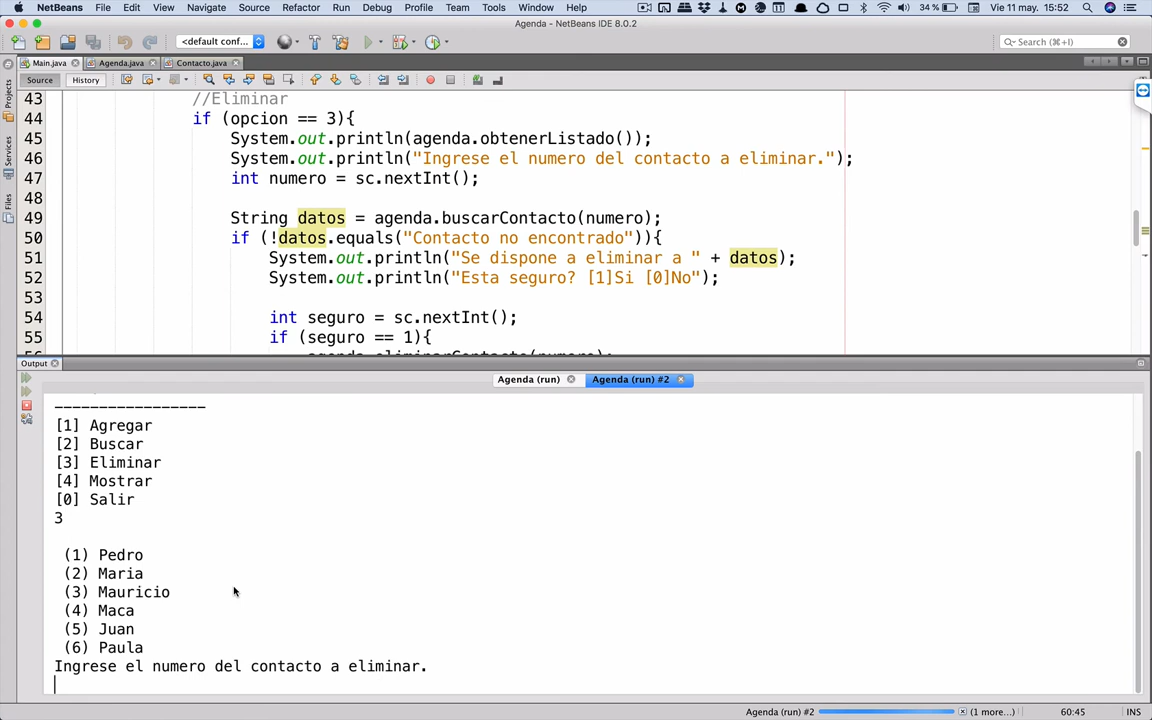 NetBeans File Edit View Navigate Source Refactor Run Debug Profile Team Tools Window Help 34 % Vie 11 may. 15:52
Agenda - NetBeans IDE 8.0.2
<default conf... Search (⌘+I)
Main.java Agenda.java Contacto.java
Source History
Projects
Services
Files
43 //Eliminar
44 if (opcion == 3){
45 System.out.println(agenda.obtenerListado());
46 System.out.println("Ingrese el numero del contacto a eliminar.");
47 int numero = sc.nextInt();
48
49 String datos = agenda.buscarContacto(numero);
50 if (!datos.equals("Contacto no encontrado")){
51 System.out.println("Se dispone a eliminar a " + datos);
52 System.out.println("Esta seguro? [1]Si [0]No");
53
54 int seguro = sc.nextInt();
55 if (seguro == 1){
56 agenda.eliminarContacto(numero);
Output
Agenda (run) Agenda (run) #2
-----------------
[1] Agregar
[2] Buscar
[3] Eliminar
[4] Mostrar
[0] Salir
3
(1) Pedro
(2) Maria
(3) Mauricio
(4) Maca
(5) Juan
(6) Paula
Ingrese el numero del contacto a eliminar.
Agenda (run) #2 (1 more...) 60:45 INS